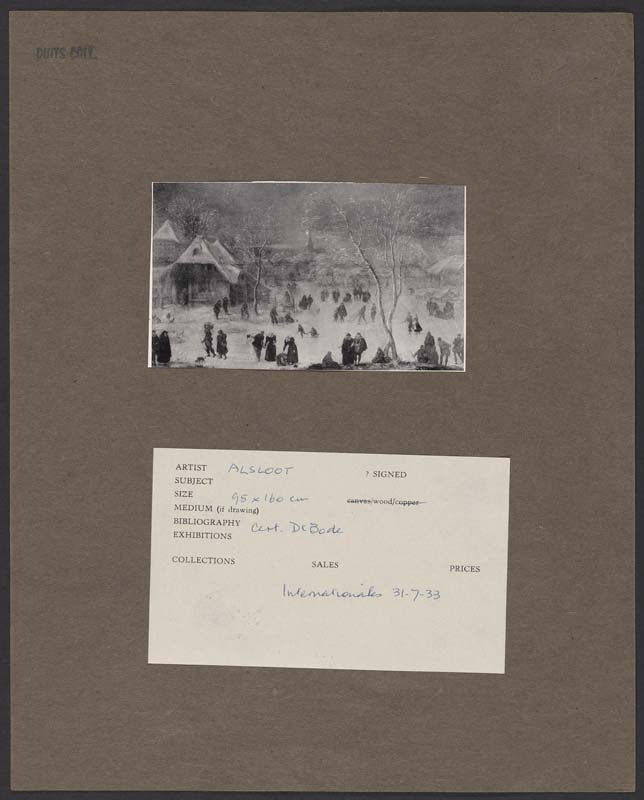 DUITS COLL.
ARTIST ALSLOOT ? SIGNED
SUBJECT
SIZE 95 x 160 cm canvas/wood/copper
MEDIUM (if drawing)
BIBLIOGRAPHY Cert. De Bode
EXHIBITIONS
COLLECTIONS SALES PRICES
Internationales 31-7-33